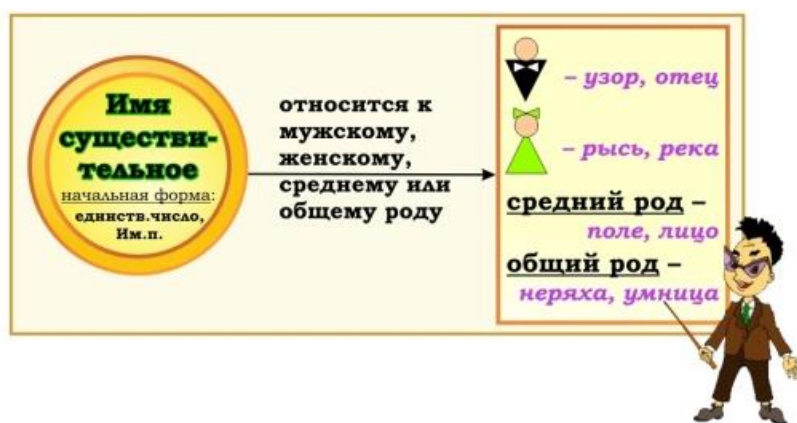 Имя
существи-
тельное
начальная форма:
единств.число,
Им.п.
относится к
мужскому,
женскому,
среднему или
общему роду
– узор, отец
– рысь, река
средний род –
поле, лицо
общий род –
неряха, умница